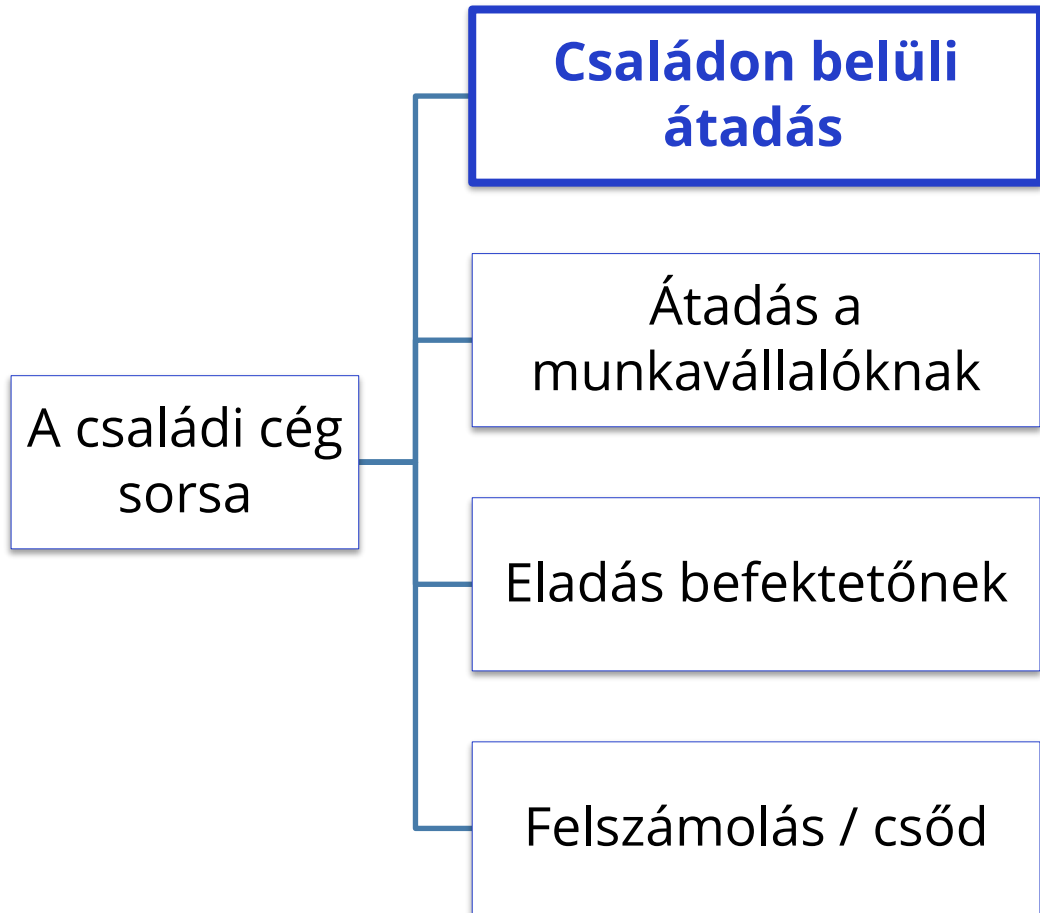 Családon belüli
átadás
Átadás a
munkavállalóknak
A családi cég
sorsa
Eladás befektetőnek
Felszámolás / csőd